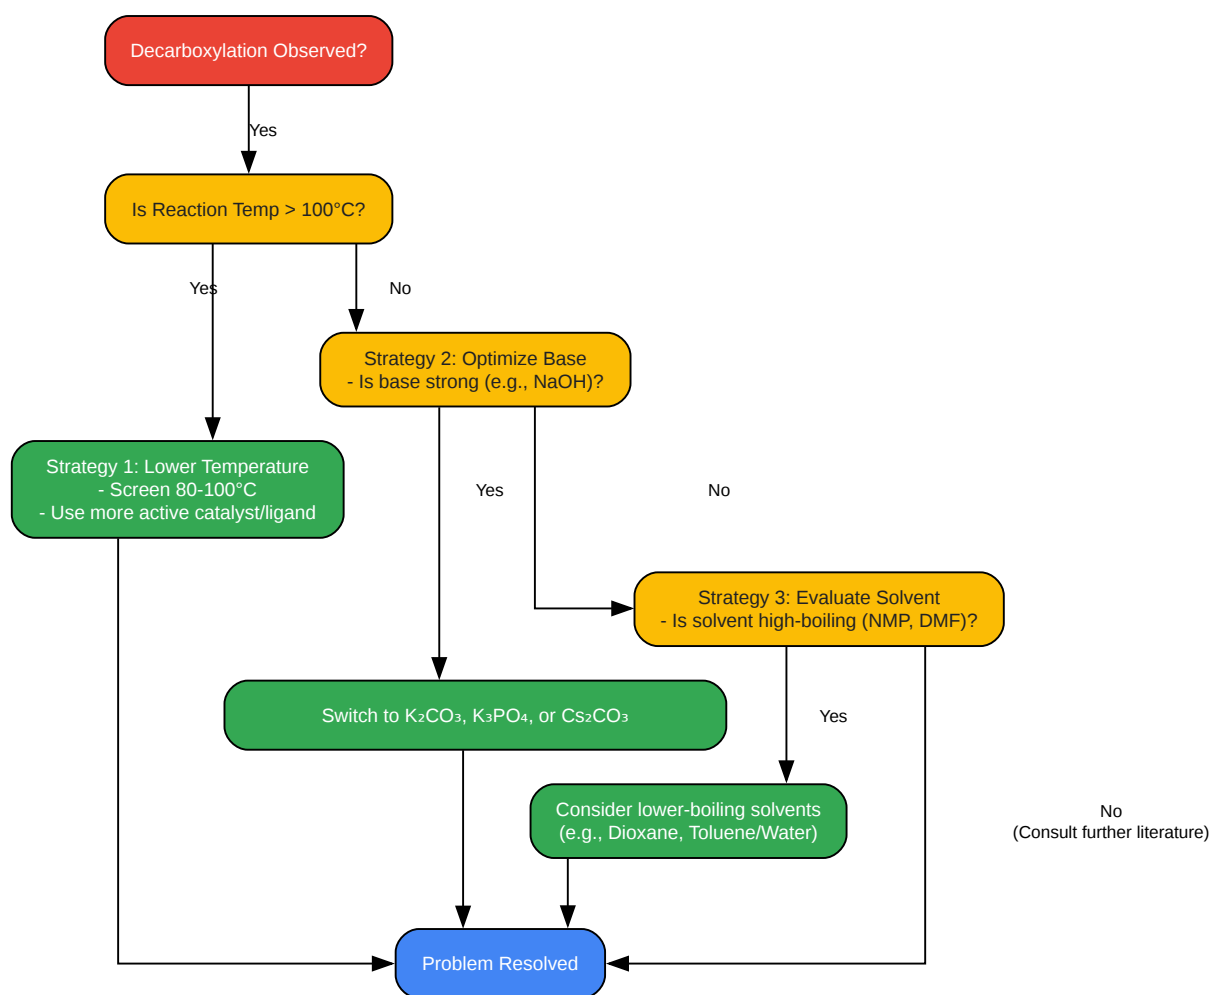 Decarboxylation Observed?
Yes
Is Reaction Temp > 100°C?
Yes
No
Strategy 2: Optimize Base
- Is base strong (e.g., NaOH)?
Strategy 1: Lower Temperature
- Screen 80-100°C
- Use more active catalyst/ligand
Yes
No
Strategy 3: Evaluate Solvent
- Is solvent high-boiling (NMP, DMF)?
Switch to K₂CO₃, K₃PO₄, or Cs₂CO₃
Yes
Consider lower-boiling solvents
(e.g., Dioxane, Toluene/Water)
No
(Consult further literature)
Problem Resolved